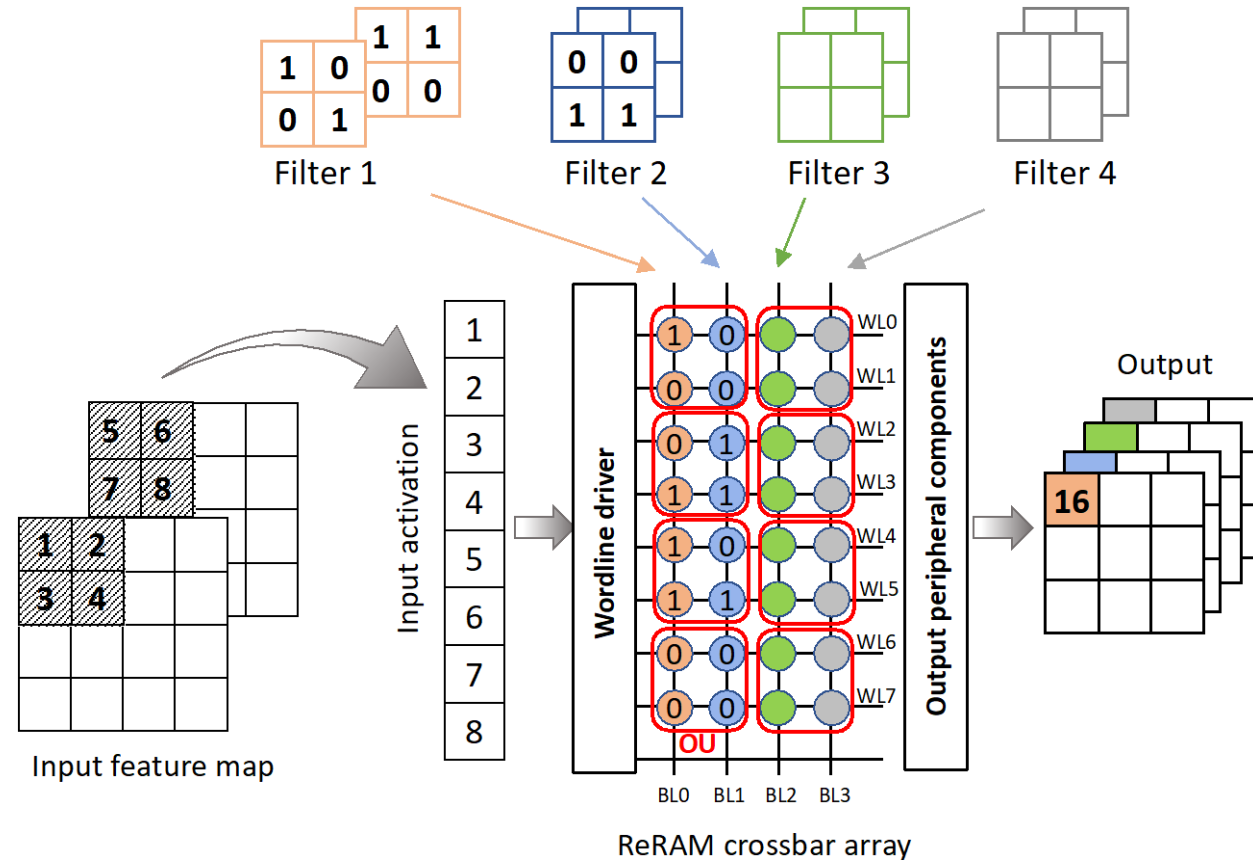 1 1
1 0
0 0
0 1
0 0
1 1
Filter 1
Filter 2
Filter 3
Filter 4
Input activation
1
2
3
4
5
6
7
8
Wordline driver
1 0 WL0
0 0 WL1
0 1 WL2
1 1 WL3
1 0 WL4
1 1 WL5
0 0 WL6
0 0 WL7
OU
BL0 BL1 BL2 BL3
ReRAM crossbar array
Output peripheral components
Output
16
5 6
7 8
1 2
3 4
Input feature map